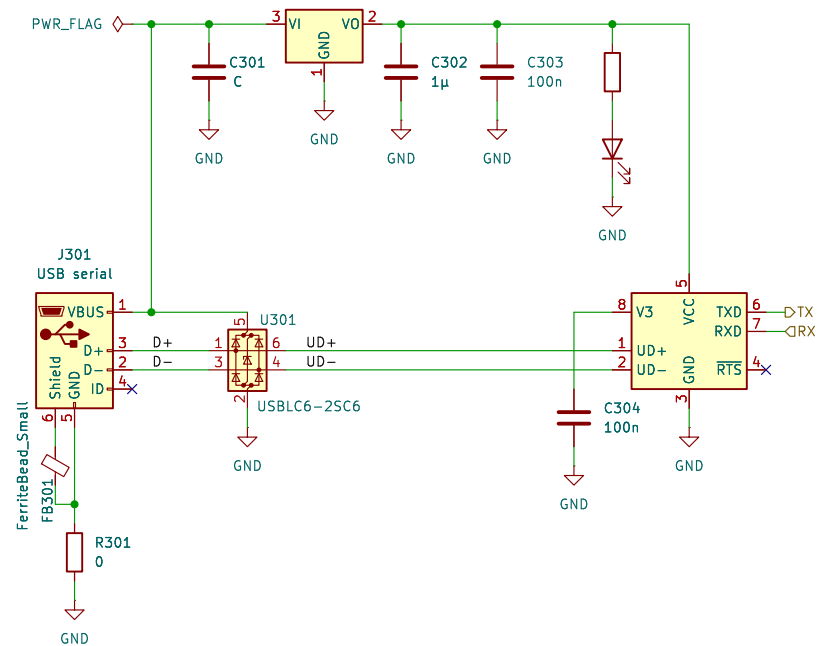 PWR_FLAG
3
VI
VO
2
GND
1
GND
C301
C
GND
C302
1µ
GND
C303
100n
GND
GND
J301
USB serial
VBUS
1
D+
3
D-
2
ID
4
Shield
GND
6
5
D+
D-
U301
5
1
6
3
4
2
USBLC6-2SC6
GND
UD+
UD-
8
V3
VCC
5
TXD
6
TX
RXD
7
RX
1
UD+
2
UD-
GND
3
RTS
4
GND
C304
100n
GND
FerriteBead_Small
FB301
R301
0
GND